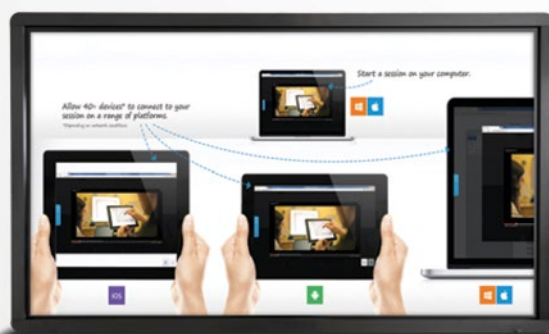 Start a session on your computer.
Allow 40+ devices* to connect to your
session on a range of platforms.
*Depending on network conditions.
iOS